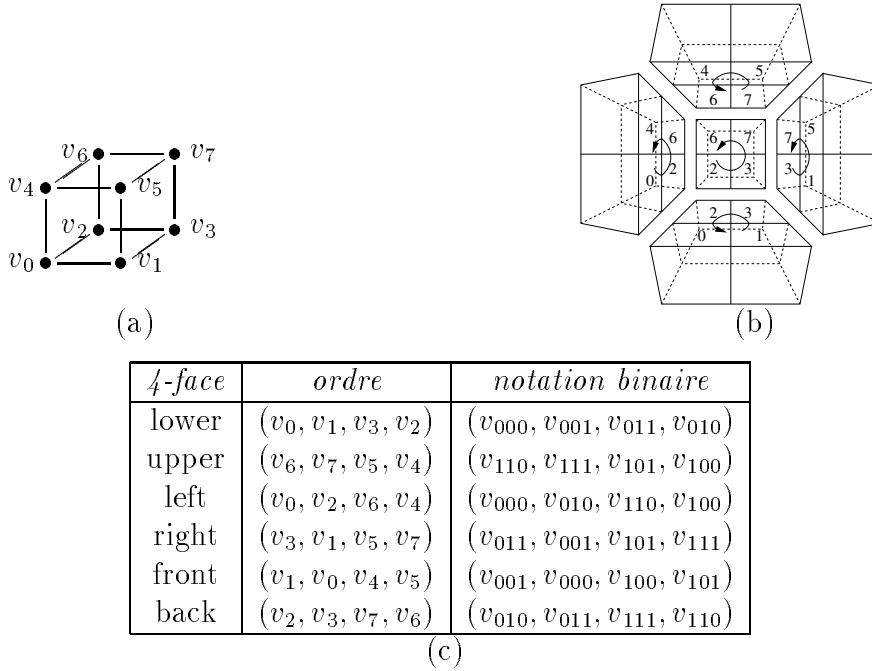 v6 v7
v4 v5
v2 v3
v0 v1
(a)
4 5
6 7
4 6
2
0
6 7
2 3
7 5
3 1
2 3
0 1
(b)
4-face ordre notation binaire
lower (v0, v1, v3, v2) (v000, v001, v011, v010)
upper (v6, v7, v5, v4) (v110, v111, v101, v100)
left (v0, v2, v6, v4) (v000, v010, v110, v100)
right (v3, v1, v5, v7) (v011, v001, v101, v111)
front (v1, v0, v4, v5) (v001, v000, v100, v101)
back (v2, v3, v7, v6) (v010, v011, v111, v110)
(c)